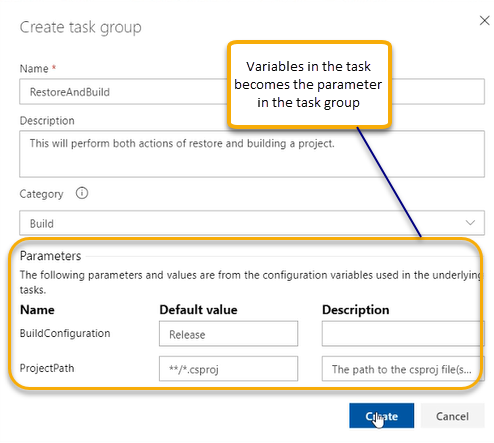 Create task group
Variables in the task
becomes the parameter
in the task group
Name *
RestoreAndBuild
Description
This will perform both actions of restore and building a project.
Category
Build
Parameters
The following parameters and values are from the configuration variables used in the underlying
tasks.
Name Default value Description
BuildConfiguration Release
ProjectPath **/*.csproj The path to the csproj file(s...
Create Cancel